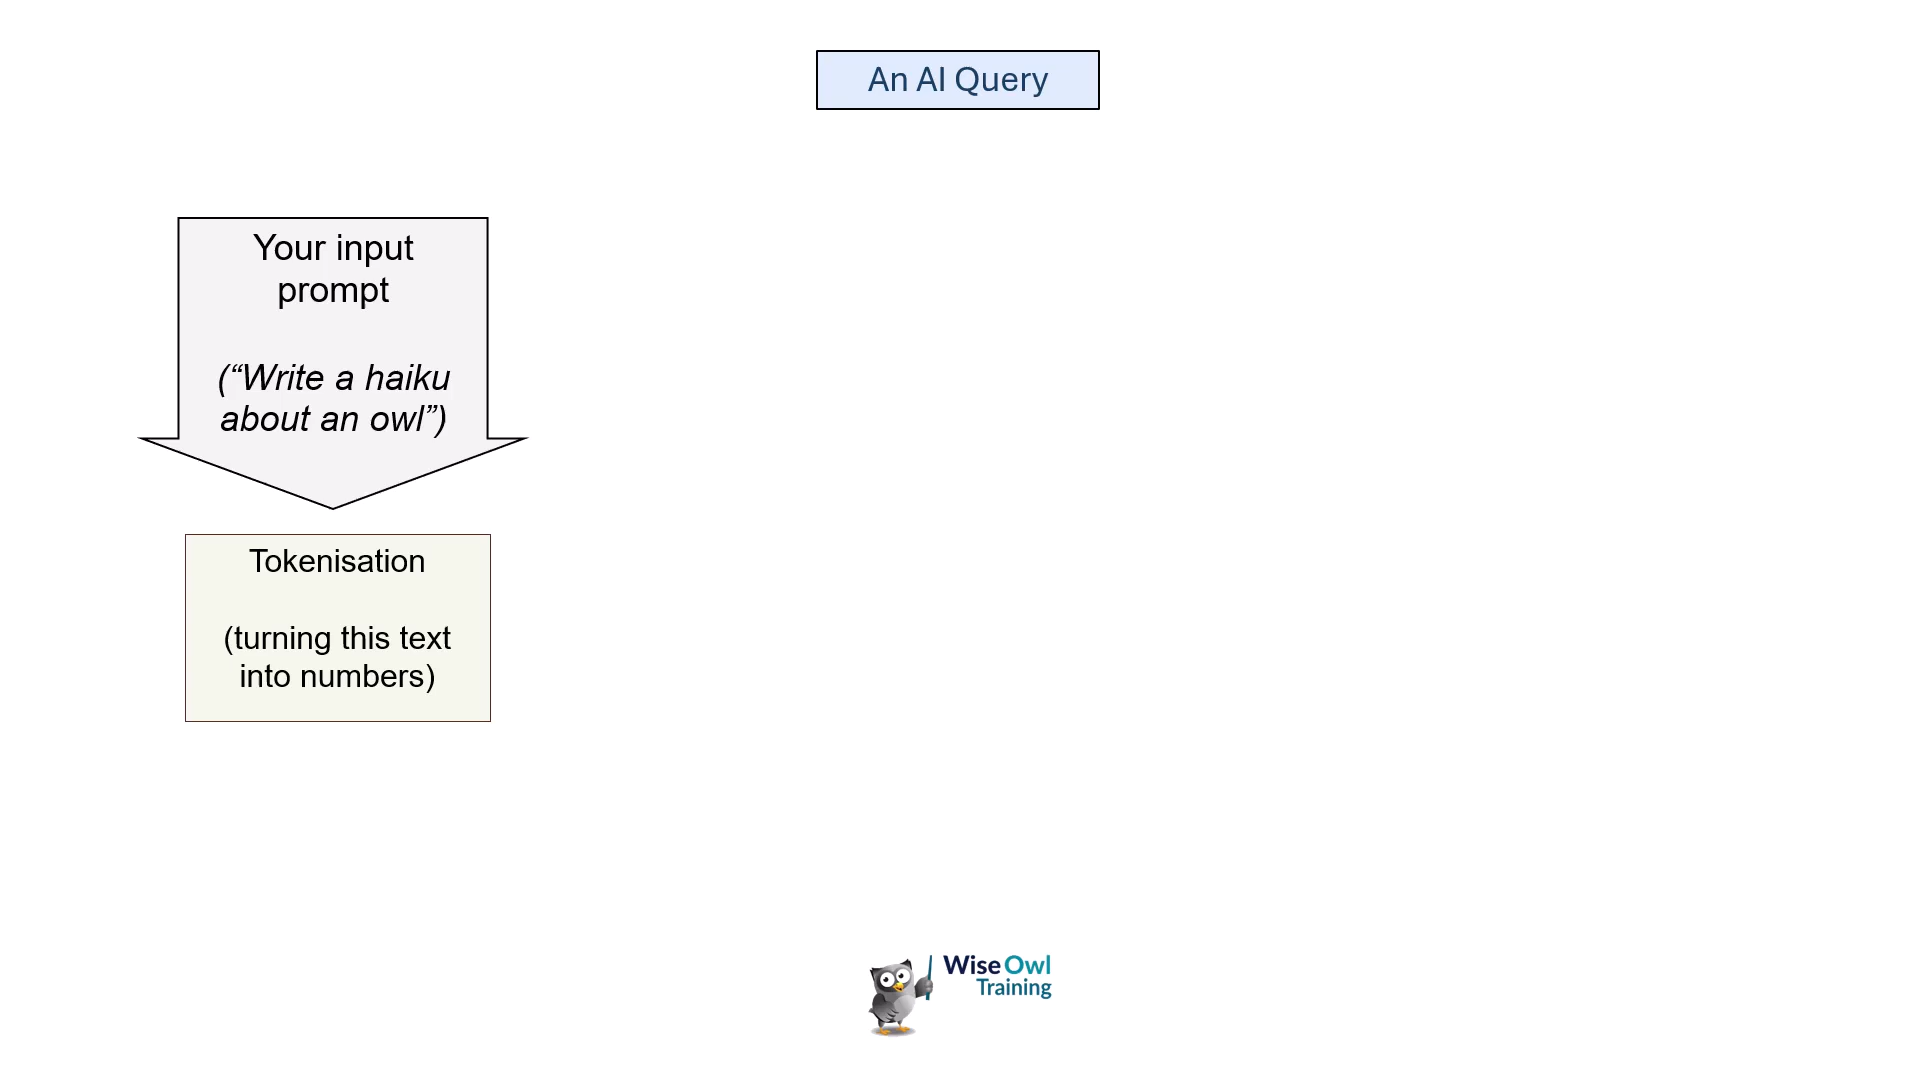 An AI Query
Your input
prompt
(“Write a haiku
about an owl”)
Tokenisation
(turning this text
into numbers)
Wise Owl
Training